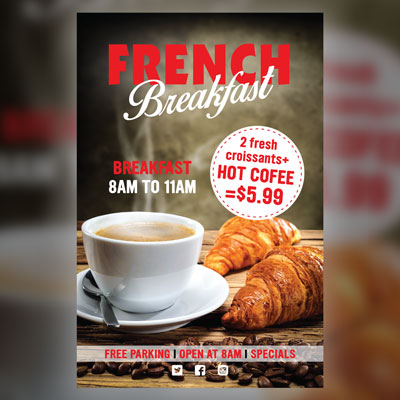 FRENCH
Breakfast
2 fresh
croissants+
HOT COFEE
=$5.99
BREAKFAST
8AM TO 11AM
FREE PARKING I OPEN AT 8AM I SPECIALS